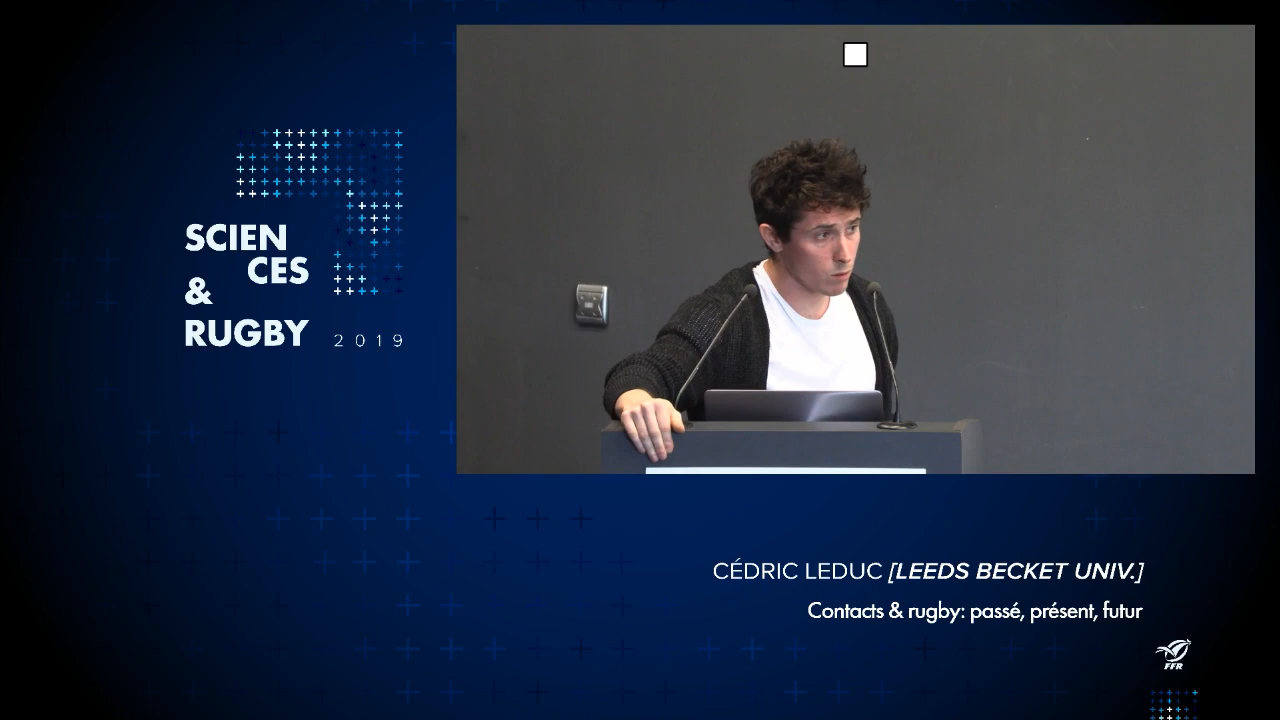 SCIEN
CES
&
RUGBY 2019
CÉDRIC LEDUC [LEEDS BECKET UNIV.]
Contacts & rugby: passé, présent, futur
FFR